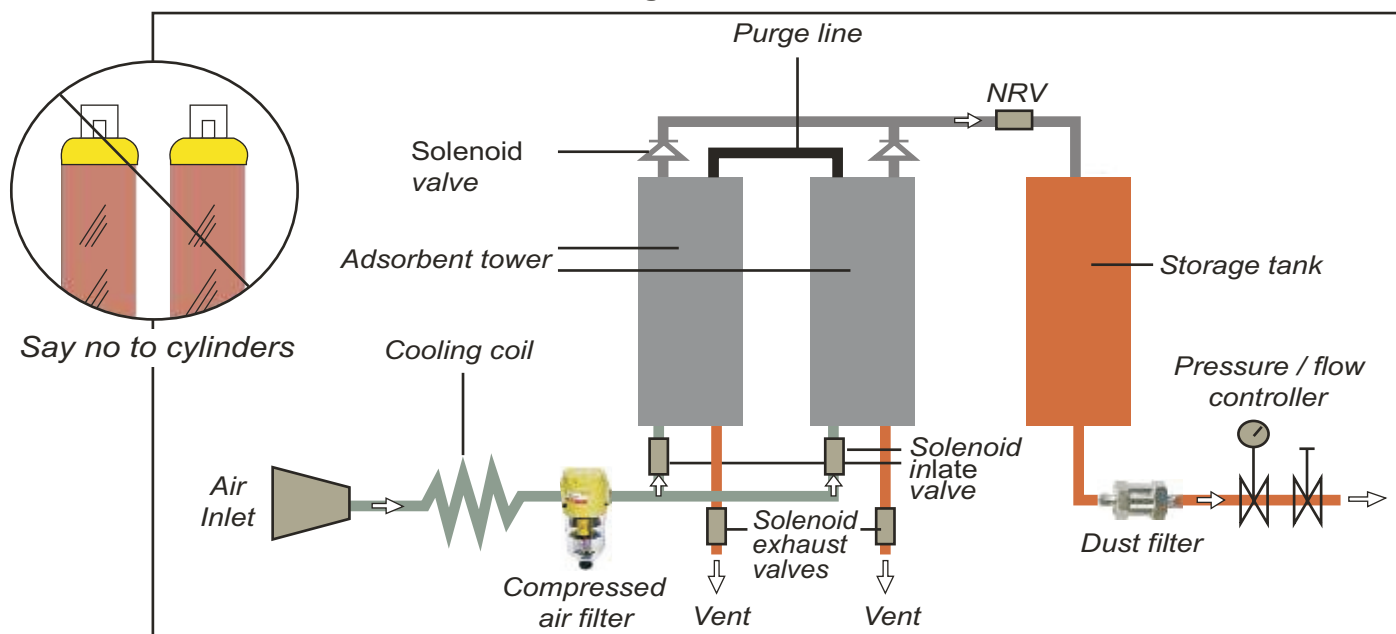 Purge line
NRV
Solenoid
valve
Adsorbent tower
Storage tank
Say no to cylinders
Cooling coil
Pressure / flow
controller
Air
Inlet
Solenoid
inlate
valve
Solenoid
exhaust
valves
Dust filter
Compressed
air filter
Vent
Vent